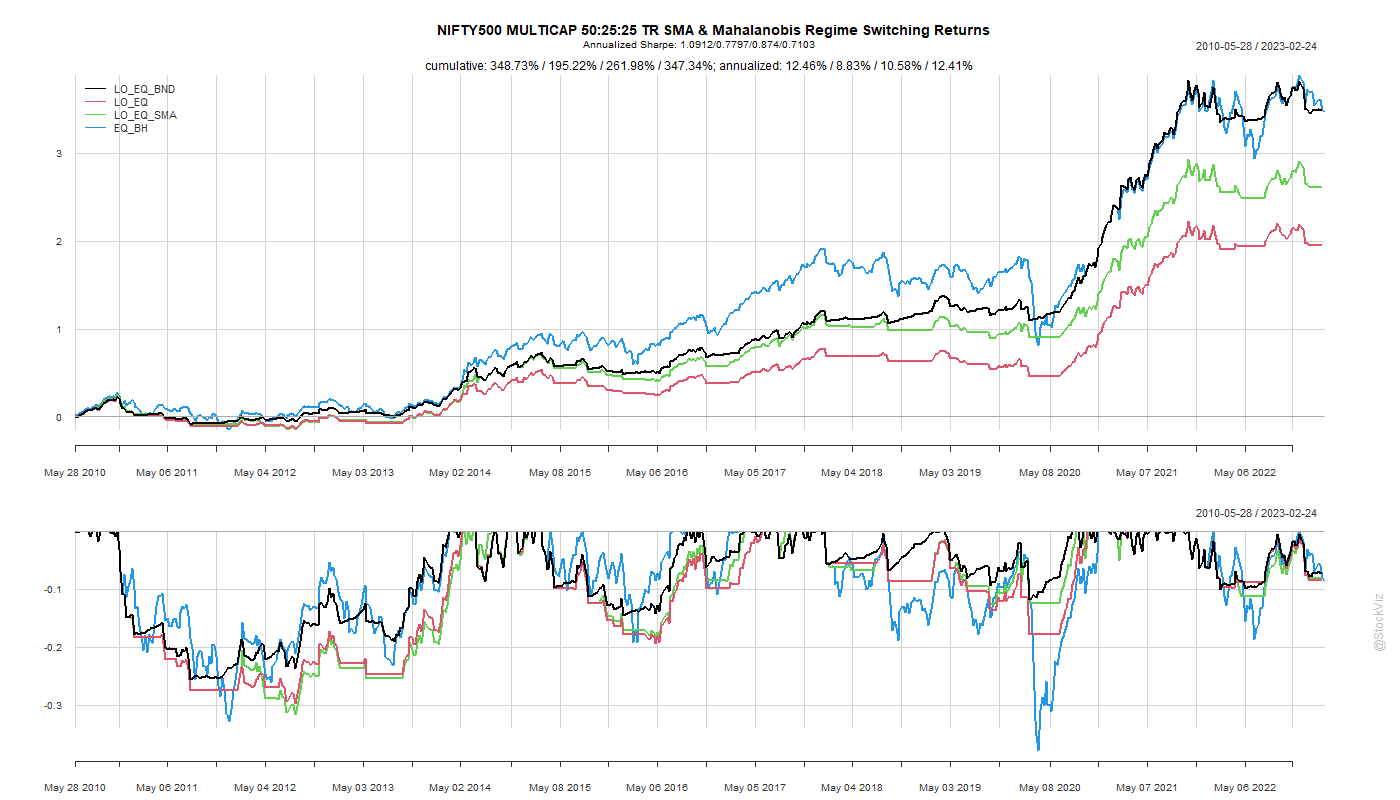 NIFTY500 MULTICAP 50:25:25 TR SMA & Mahalanobis Regime Switching Returns
Annualized Sharpe: 1.0912/0.7797/0.874/0.7103
2010-05-28 / 2023-02-24
cumulative: 348.73% / 195.22% / 261.98% / 347.34%; annualized: 12.46% / 8.83% / 10.58% / 12.41%
LO_EQ_BND
LO_EQ
LO_EQ_SMA
EQ_BH
3
2
1
0
May 28 2010 May 06 2011 May 04 2012 May 03 2013 May 02 2014 May 08 2015 May 06 2016 May 05 2017 May 04 2018 May 03 2019 May 08 2020 May 07 2021 May 06 2022
2010-05-28 / 2023-02-24
-0.1
-0.2
-0.3
May 28 2010 May 06 2011 May 04 2012 May 03 2013 May 02 2014 May 08 2015 May 06 2016 May 05 2017 May 04 2018 May 03 2019 May 08 2020 May 07 2021 May 06 2022
@StockViz